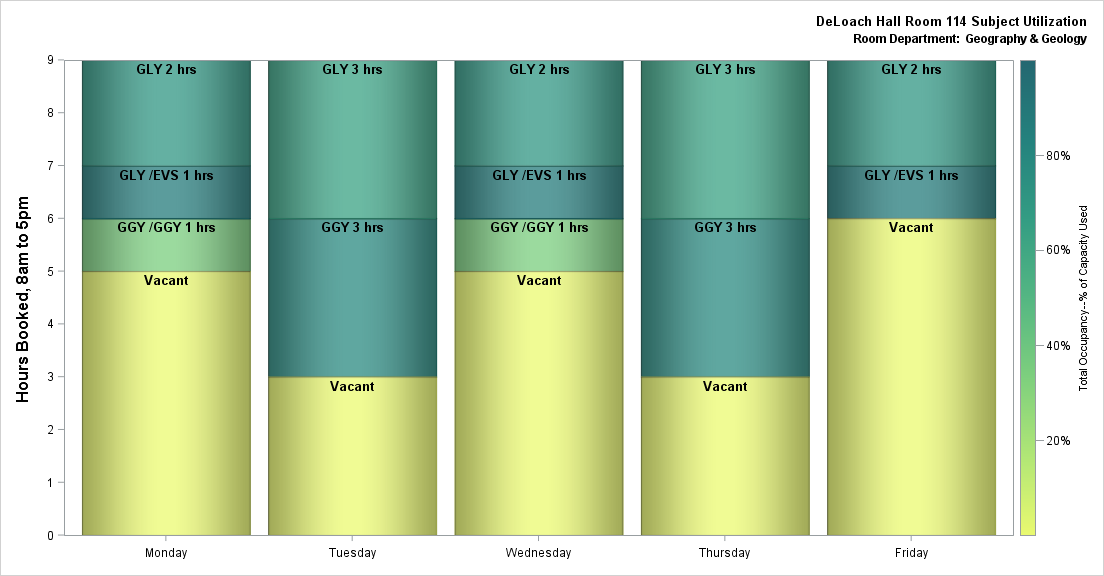 DeLoach Hall Room 114 Subject Utilization
Room Department: Geography & Geology
Hours Booked, 8am to 5pm
9
8
7
6
5
4
3
2
1
0
GLY 2 hrs
GLY /EVS 1 hrs
GGY /GGY 1 hrs
Vacant
GLY 3 hrs
GGY 3 hrs
Vacant
GLY 2 hrs
GLY /EVS 1 hrs
GGY /GGY 1 hrs
Vacant
GLY 3 hrs
GGY 3 hrs
Vacant
GLY 2 hrs
GLY /EVS 1 hrs
Vacant
Monday
Tuesday
Wednesday
Thursday
Friday
80%
60%
40%
20%
Total Occupancy--% of Capacity Used